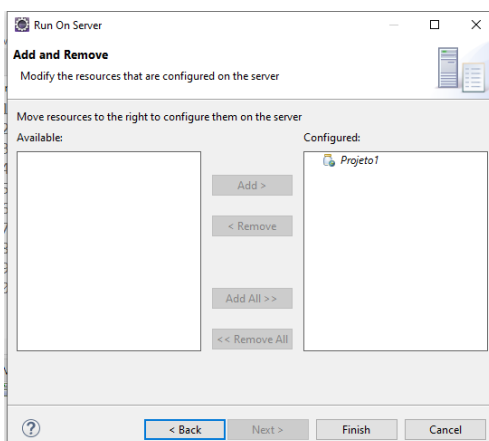 Run On Server
Add and Remove
Modify the resources that are configured on the server
Move resources to the right to configure them on the server
Available:
Configured:
Projeto1
Add >
< Remove
Add All >>
<< Remove All
?
< Back
Next >
Finish
Cancel